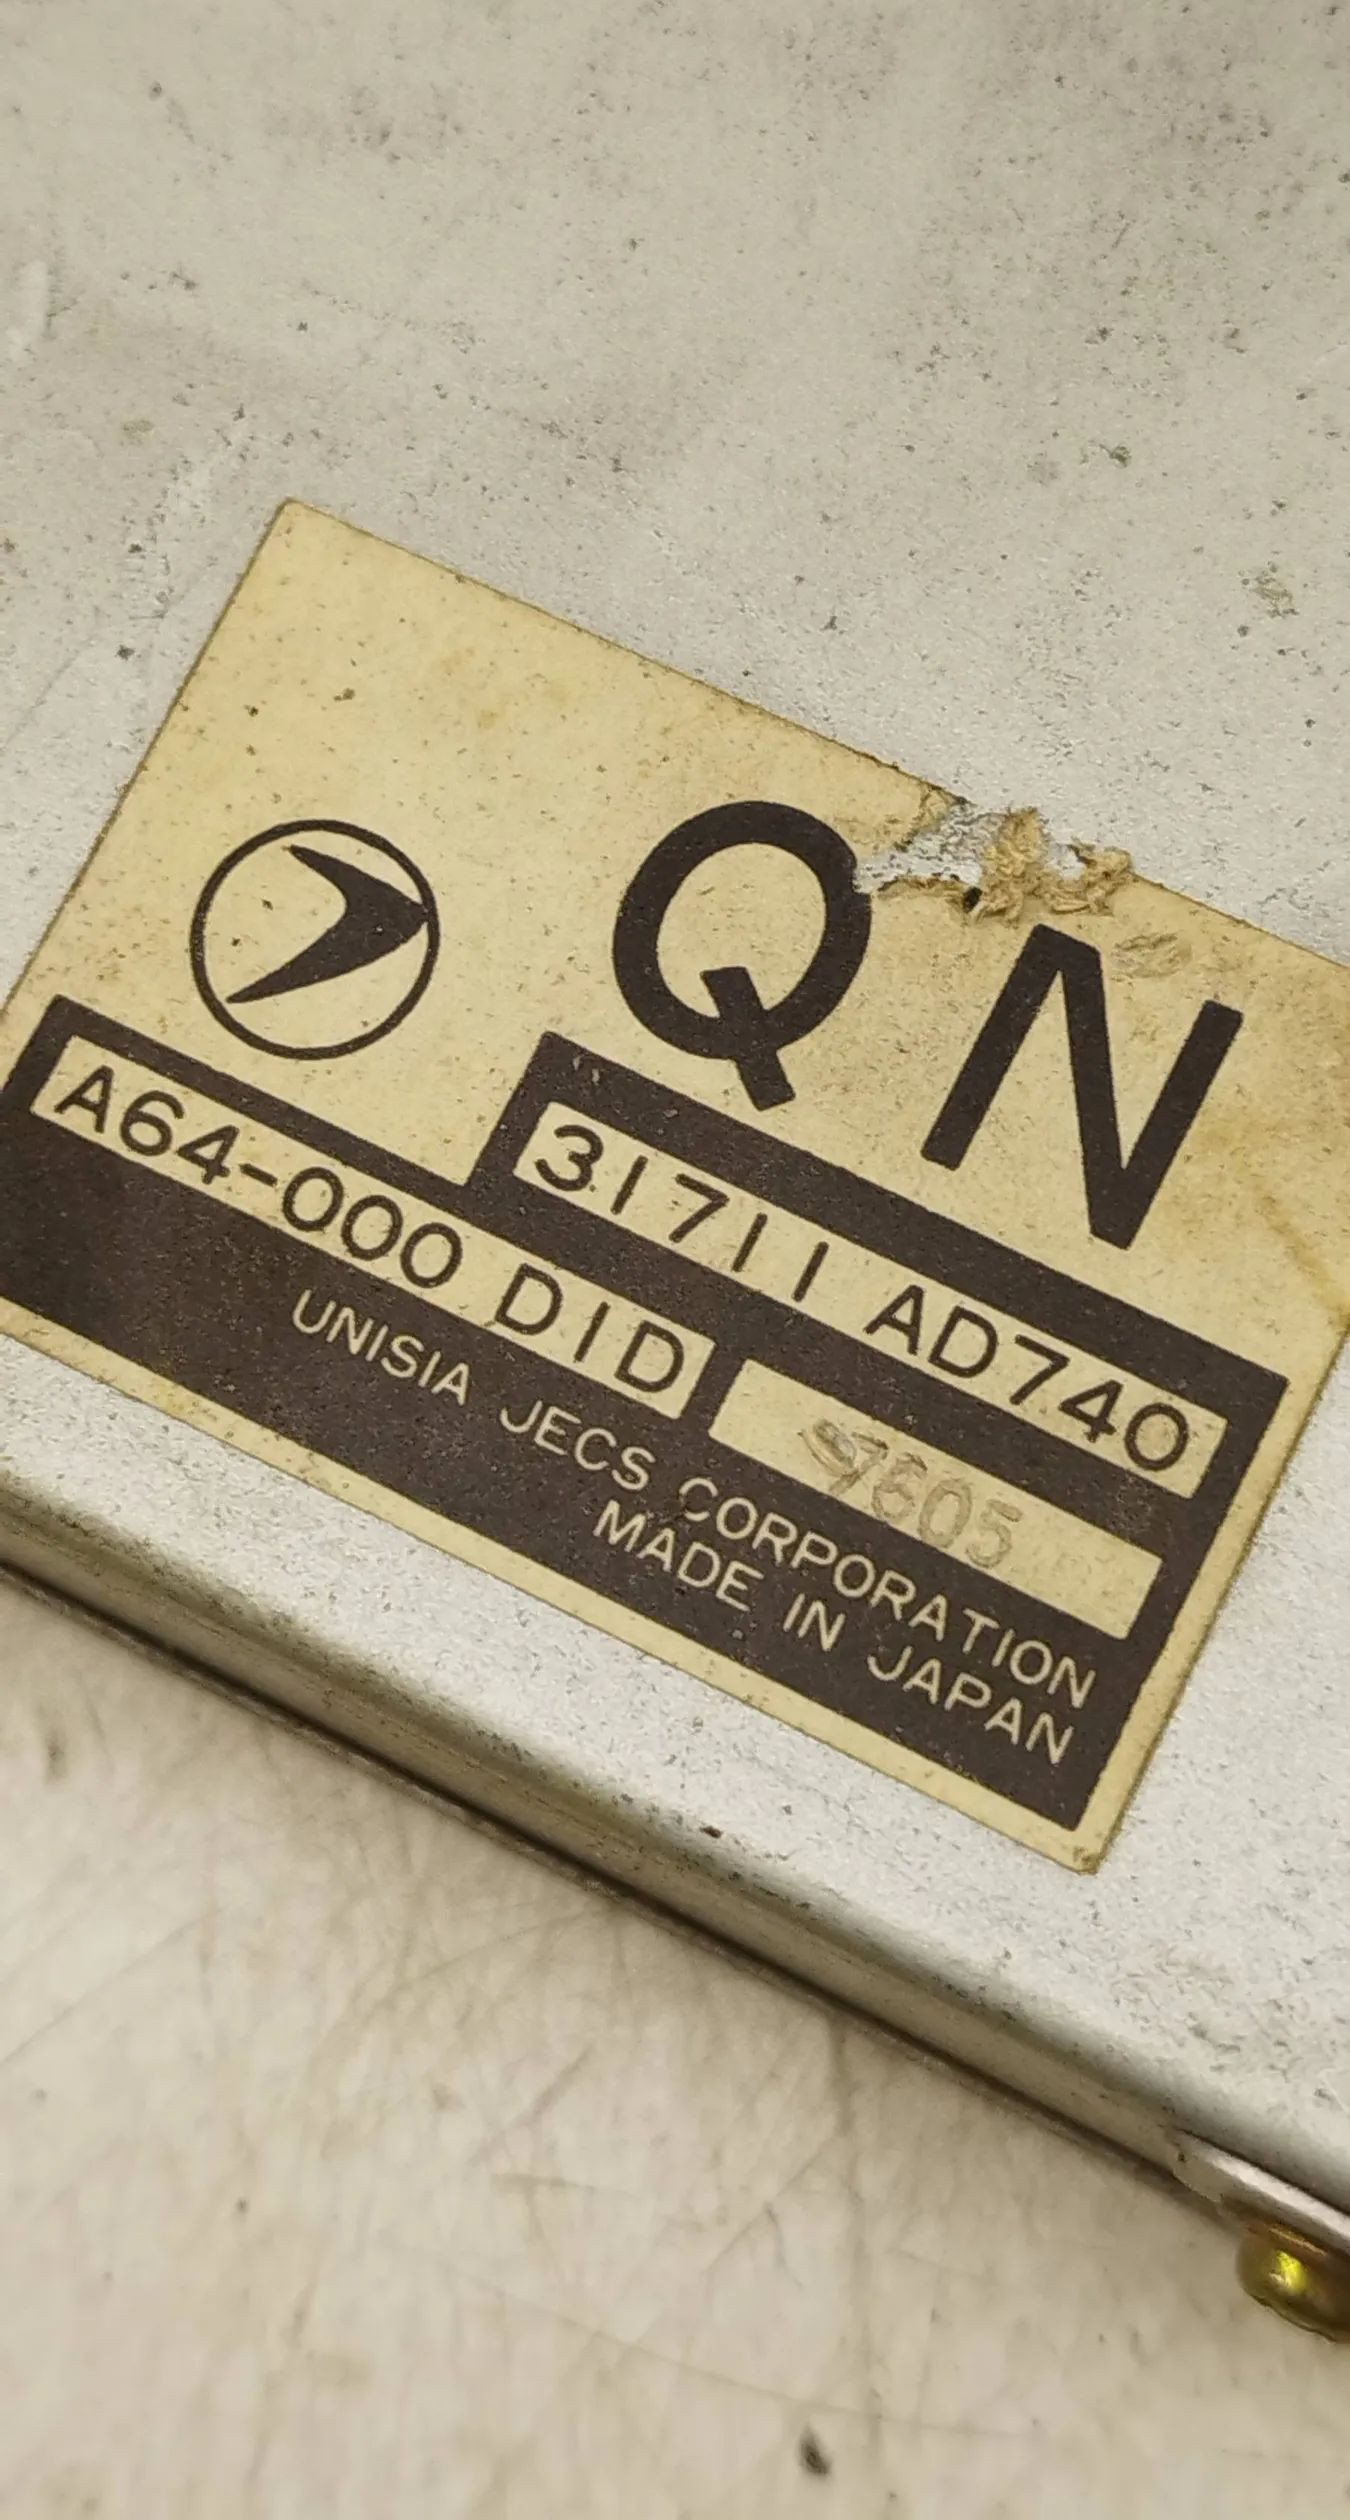 QN
31711 AD740
A64-000 D1D
7605
UNISIA JECS CORPORATION
MADE IN JAPAN